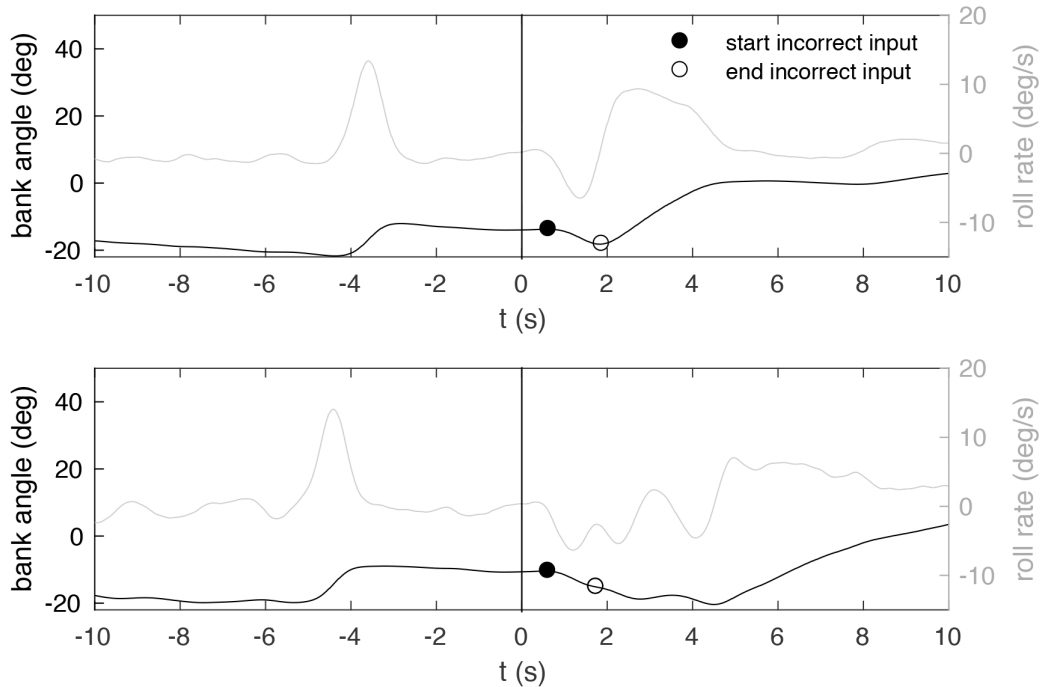 40
20
0
-20
bank angle (deg)
20
10
0
-10
roll rate (deg/s)
start incorrect input
end incorrect input
-10 -8 -6 -4 -2 0 2 4 6 8 10
t (s)
40
20
0
-20
bank angle (deg)
20
10
0
-10
roll rate (deg/s)
-10 -8 -6 -4 -2 0 2 4 6 8 10
t (s)